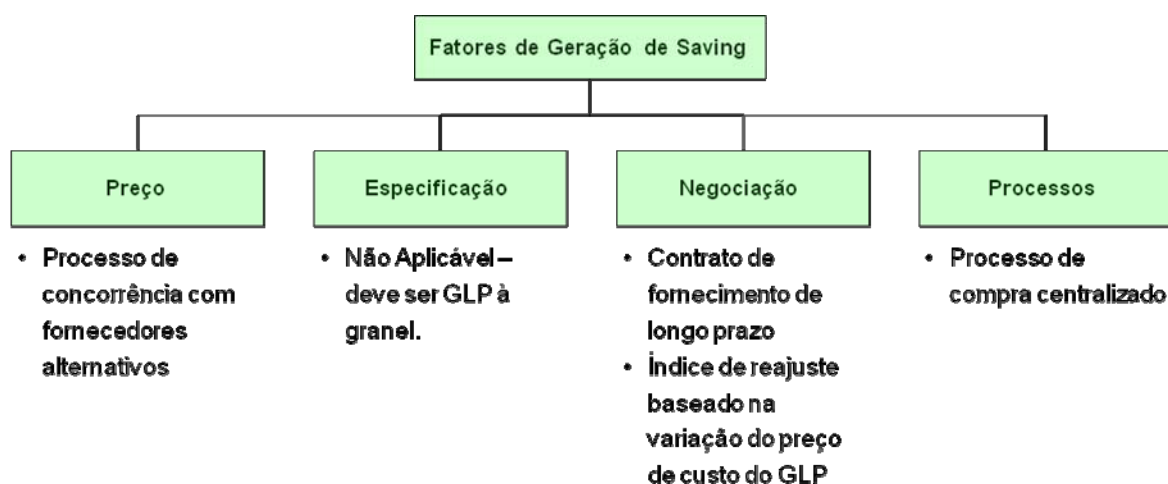 Fatores de Geração de Saving
Preço
Especificação
Negociação
Processos
• Processo de
concorrência com
fornecedores
alternativos
• Não Aplicável –
deve ser GLP à
granel.
• Contrato de
fornecimento de
longo prazo
• Índice de reajuste
baseado na
variação do preço
de custo do GLP
• Processo de
compra centralizado